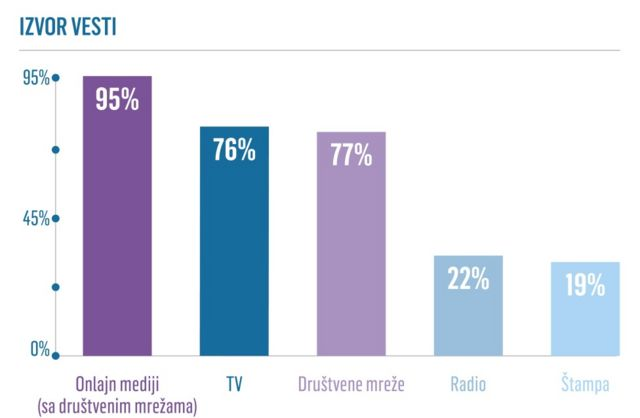 IZVOR VESTI
95%
45%
0%
95%
76%
77%
22%
19%
Onlajn mediji
(sa društvenim mrežama)
TV
Društvene mreže
Radio
Štampa